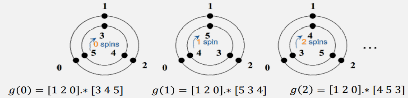 1 1 1
3 5 4
0 spins 1 spin 2 spins ...
5 4 3 4 3 5
0 2 0 2 0 2
g(0) = [1 2 0].* [3 4 5] g(1) = [1 2 0].* [5 3 4] g(2) = [1 2 0].* [4 5 3]